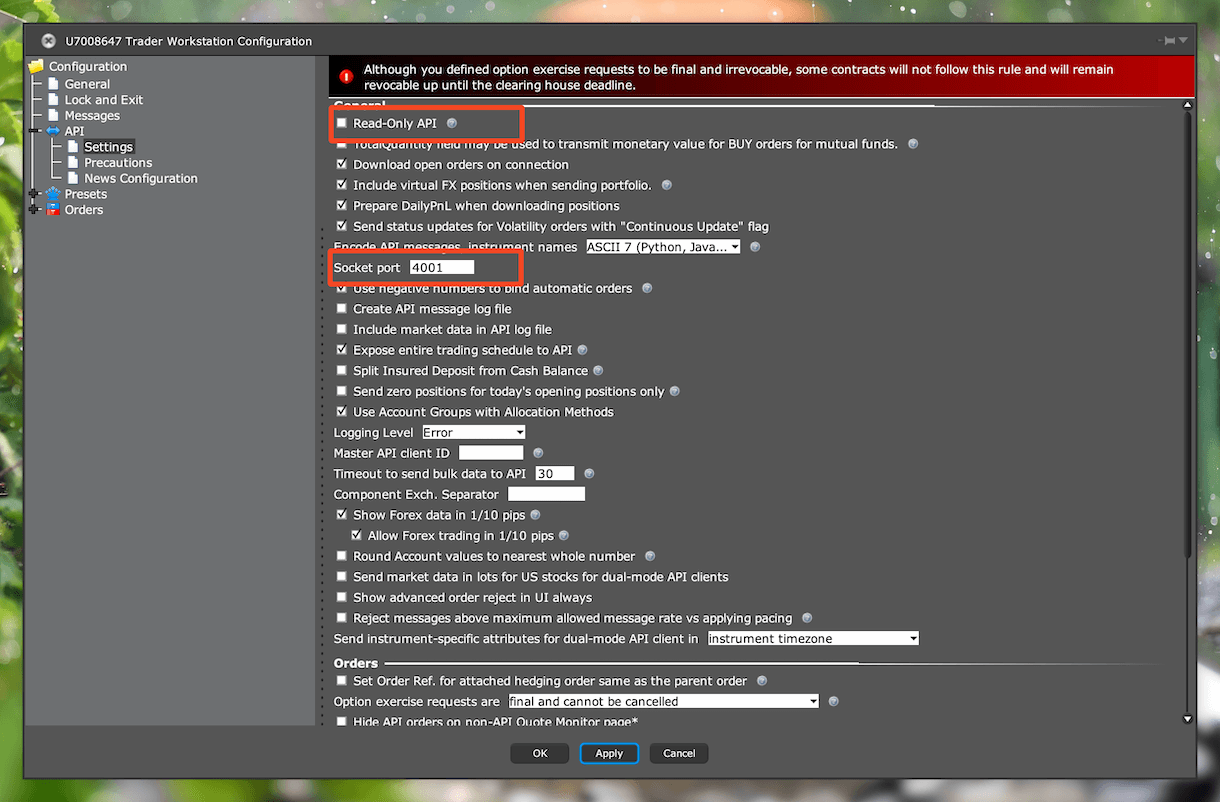 U7008647 Trader Workstation Configuration
Configuration
General
Lock and Exit
Messages
API
Settings
Precautions
News Configuration
Presets
Orders
Although you defined option exercise requests to be final and irrevocable, some contracts will not follow this rule and will remain
revocable up until the clearing house deadline.
General
Read-Only API
TotalQuantity field may be used to transmit monetary value for BUY orders for mutual funds.
Download open orders on connection
Include virtual FX positions when sending portfolio.
Prepare DailyPnL when downloading positions
Send status updates for Volatility orders with "Continuous Update" flag
Encode API messages, instrument names ASCII 7 (Python, Java...
Socket port 4001
Use negative numbers to bind automatic orders
Create API message log file
Include market data in API log file
Expose entire trading schedule to API
Split Insured Deposit from Cash Balance
Send zero positions for today's opening positions only
Use Account Groups with Allocation Methods
Logging Level Error
Master API client ID
Timeout to send bulk data to API 30
Component Exch. Separator
Show Forex data in 1/10 pips
Allow Forex trading in 1/10 pips
Round Account values to nearest whole number
Send market data in lots for US stocks for dual-mode API clients
Show advanced order reject in UI always
Reject messages above maximum allowed message rate vs applying pacing
Send instrument-specific attributes for dual-mode API client in instrument timezone
Orders
Set Order Ref. for attached hedging order same as the parent order
Option exercise requests are final and cannot be cancelled
Hide API orders on non-API Quote Monitor page*
OK Apply Cancel